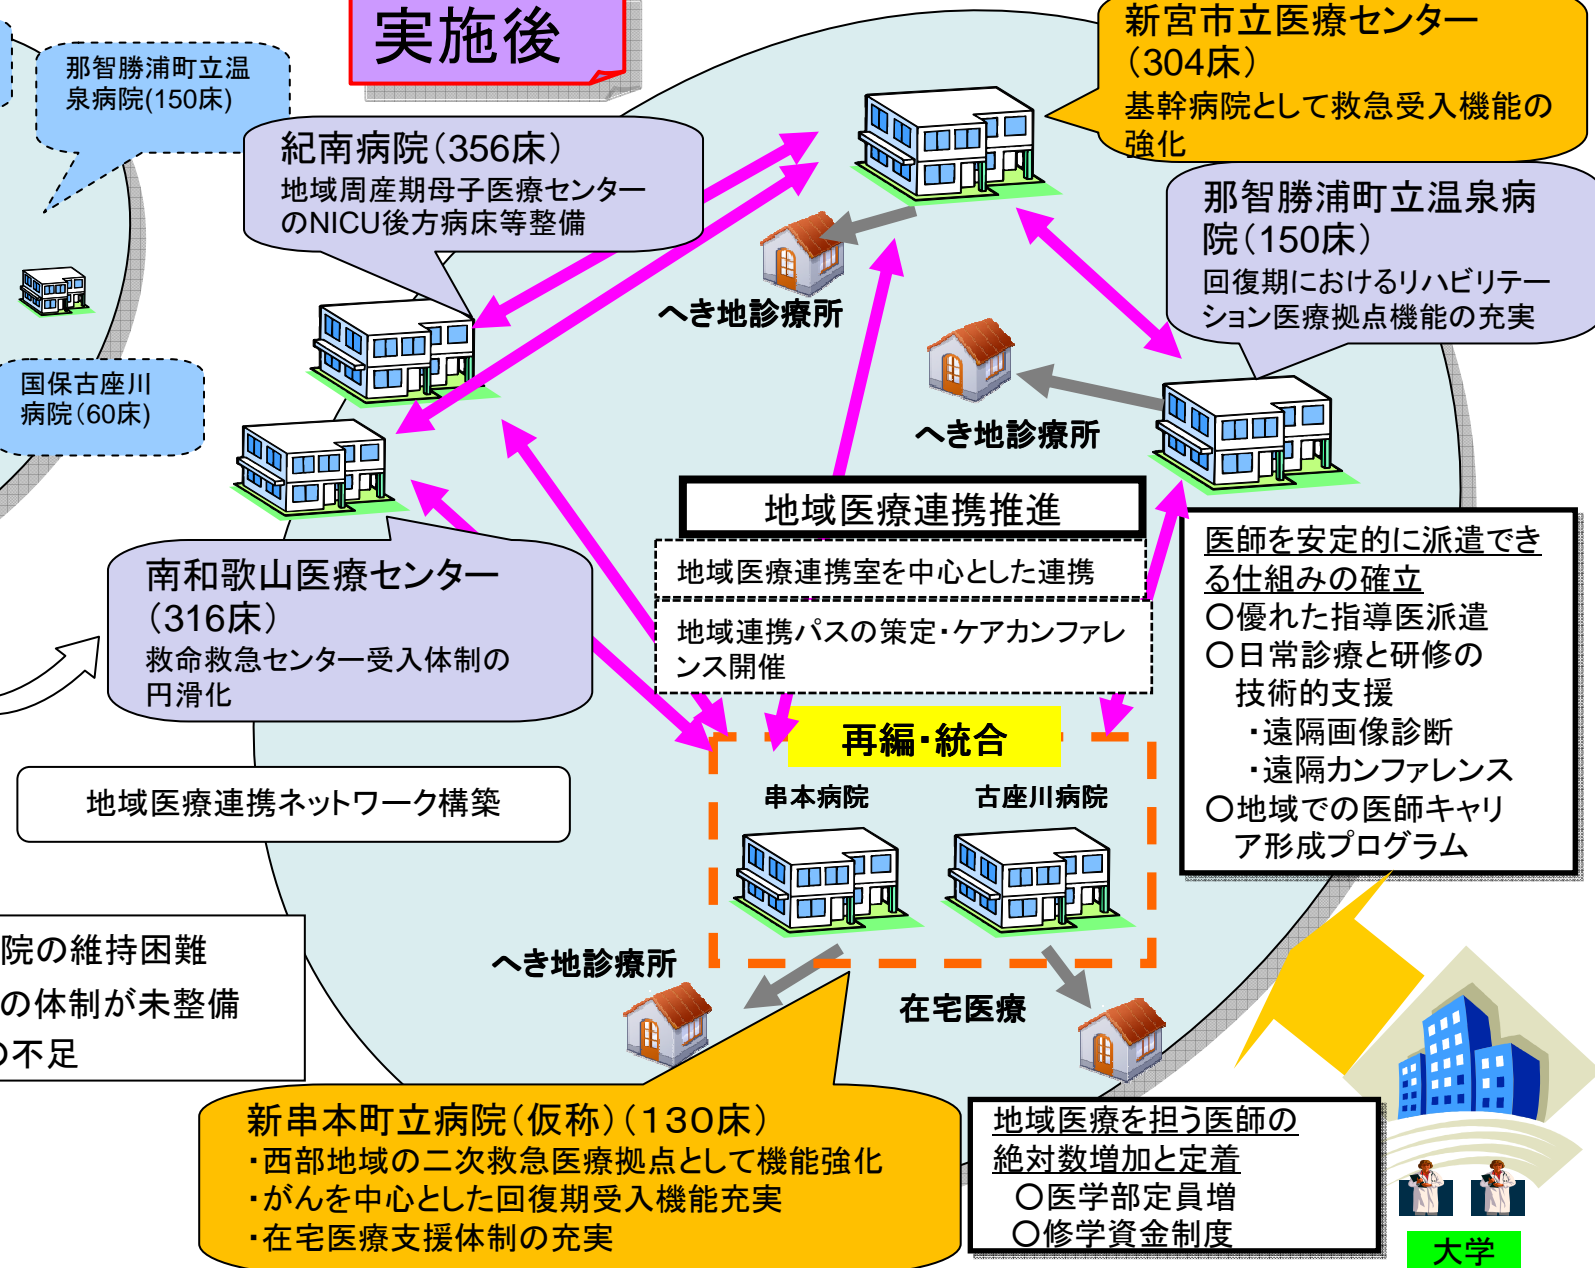 実施後
那智勝浦町立温
泉病院(150床)
国保古座川
病院(60床)
新宮市立医療センター
(304床)
基幹病院として救急受入機能の
強化
紀南病院(356床)
地域周産期母子医療センター
のNICU後方病床等整備
那智勝浦町立温泉病
院(150床)
回復期におけるリハビリテー
ション医療拠点機能の充実
へき地診療所
へき地診療所
地域医療連携推進
地域医療連携室を中心とした連携
地域連携パスの策定・ケアカンファレ
ンス開催
南和歌山医療センター
(316床)
救命救急センター受入体制の
円滑化
医師を安定的に派遣でき
る仕組みの確立
○優れた指導医派遣
○日常診療と研修の
技術的支援
・遠隔画像診断
・遠隔カンファレンス
○地域での医師キャリ
ア形成プログラム
地域医療連携ネットワーク構築
再編・統合
串本病院
古座川病院
院の維持困難
の体制が未整備
の不足
へき地診療所
在宅医療
新串本町立病院(仮称)(130床)
・西部地域の二次救急医療拠点として機能強化
・がんを中心とした回復期受入機能充実
・在宅医療支援体制の充実
地域医療を担う医師の
絶対数増加と定着
○医学部定員増
○修学資金制度
大学